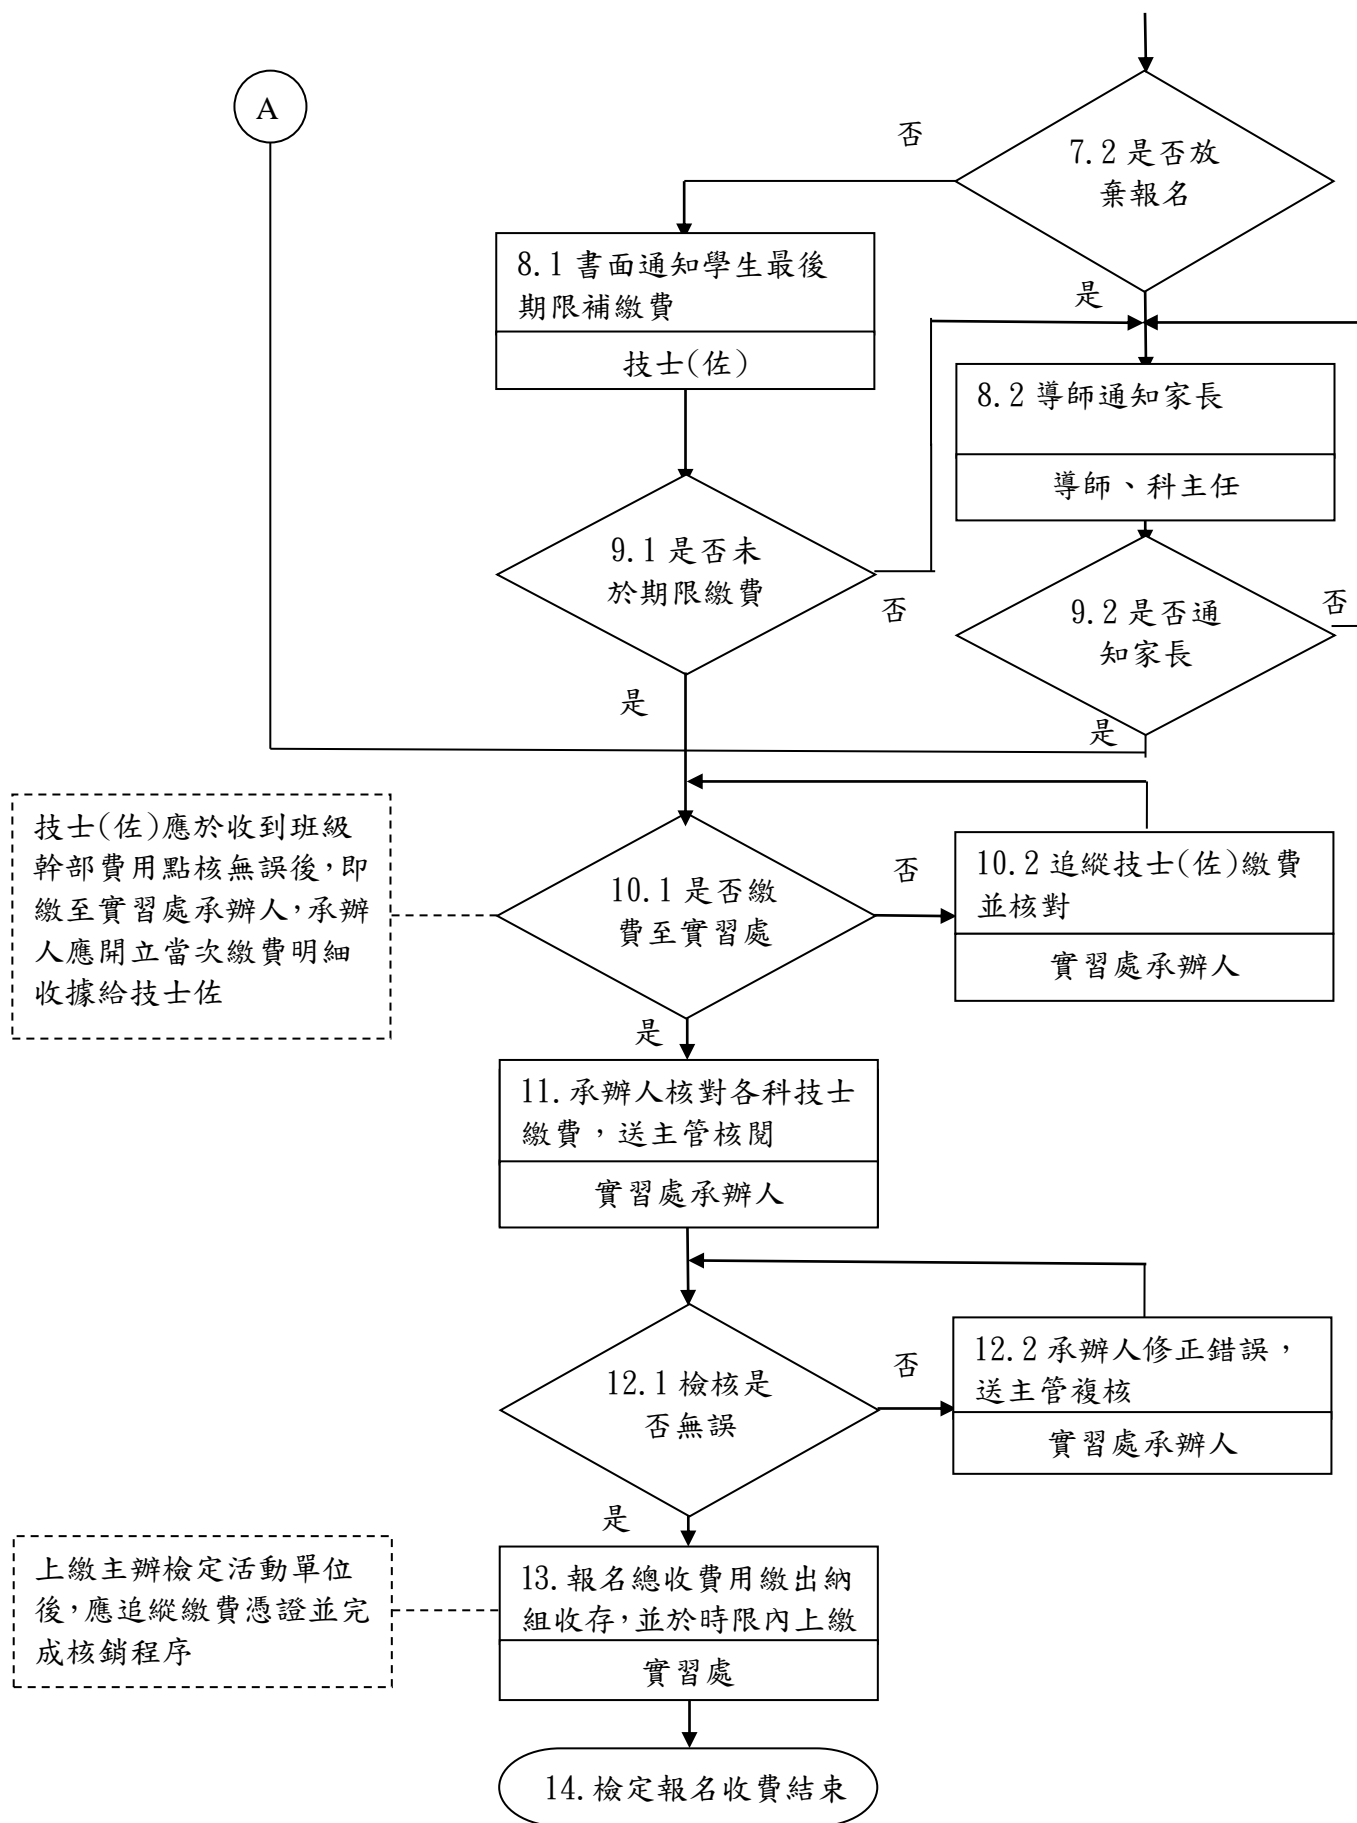 A
否
7.2 是否放
棄報名
8.1 書面通知學生最後
期限補繳費
技士(佐)
是
8.2 導師通知家長
導師、科主任
9.1 是否未
於期限繳費
否
9.2 是否通
知家長
否
是
是
技士(佐)應於收到班級
幹部費用點核無誤後,即
繳至實習處承辦人,承辦
人應開立當次繳費明細
收據給技士佐
10.1 是否繳
費至實習處
否
10.2 追縱技士(佐)繳費
並核對
實習處承辦人
是
11.承辦人核對各科技士
繳費,送主管核閱
實習處承辦人
12.1 檢核是
否無誤
否
12.2 承辦人修正錯誤,
送主管複核
實習處承辦人
是
上繳主辦檢定活動單位
後,應追縱繳費憑證並完
成核銷程序
13.報名總收費用繳出納
組收存,並於時限內上繳
實習處
14.檢定報名收費結束